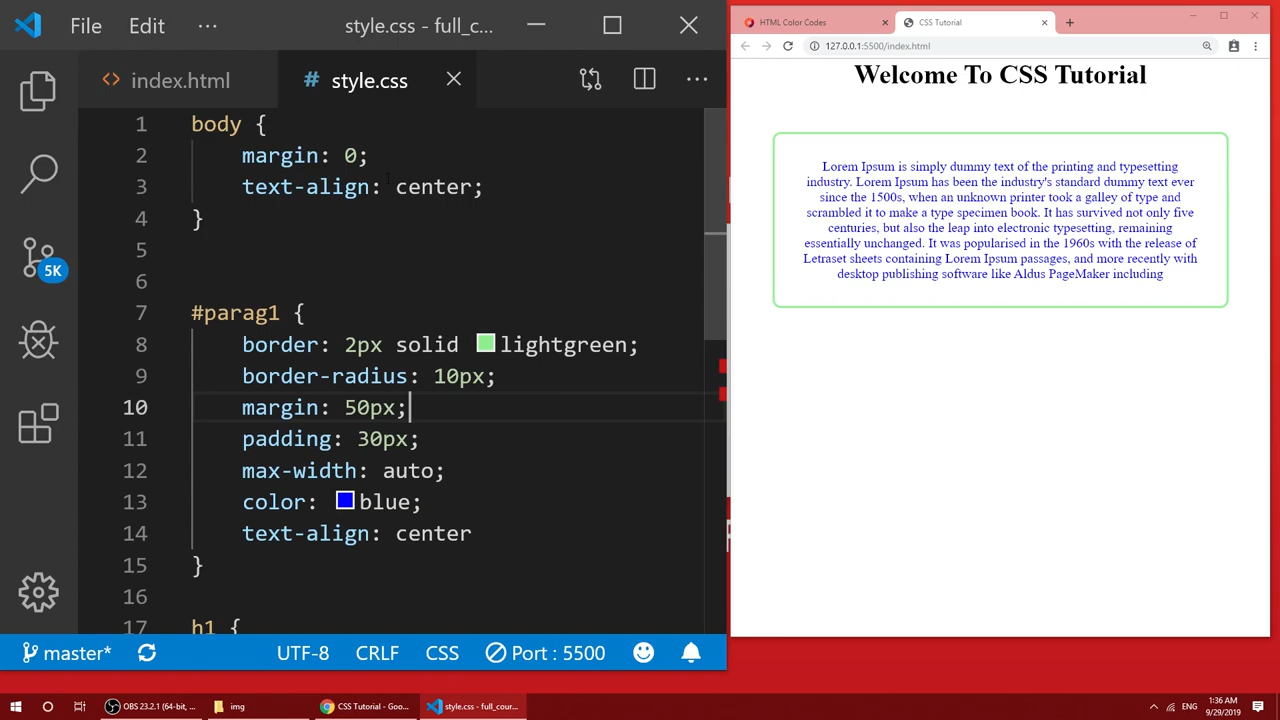 File Edit ··· style.css - full_c...
index.html # style.css
1 body {
2 margin: 0;
3 text-align: center;
4 }
5
6
7 #parag1 {
8 border: 2px solid lightgreen;
9 border-radius: 10px;
10 margin: 50px;
11 padding: 30px;
12 max-width: auto;
13 color: blue;
14 text-align: center
15 }
16
17 h1 {
5K
master* UTF-8 CRLF CSS Port : 5500
HTML Color Codes CSS Tutorial
127.0.0.1:5500/index.html
Welcome To CSS Tutorial
Lorem Ipsum is simply dummy text of the printing and typesetting
industry. Lorem Ipsum has been the industry's standard dummy text ever
since the 1500s, when an unknown printer took a galley of type and
scrambled it to make a type specimen book. It has survived not only five
centuries, but also the leap into electronic typesetting, remaining
essentially unchanged. It was popularised in the 1960s with the release of
Letraset sheets containing Lorem Ipsum passages, and more recently with
desktop publishing software like Aldus PageMaker including
OBS 23.2.1 (64-bit, ... img CSS Tutorial - Goo... style.css - full_cour... ENG 1:36 AM
9/29/2019